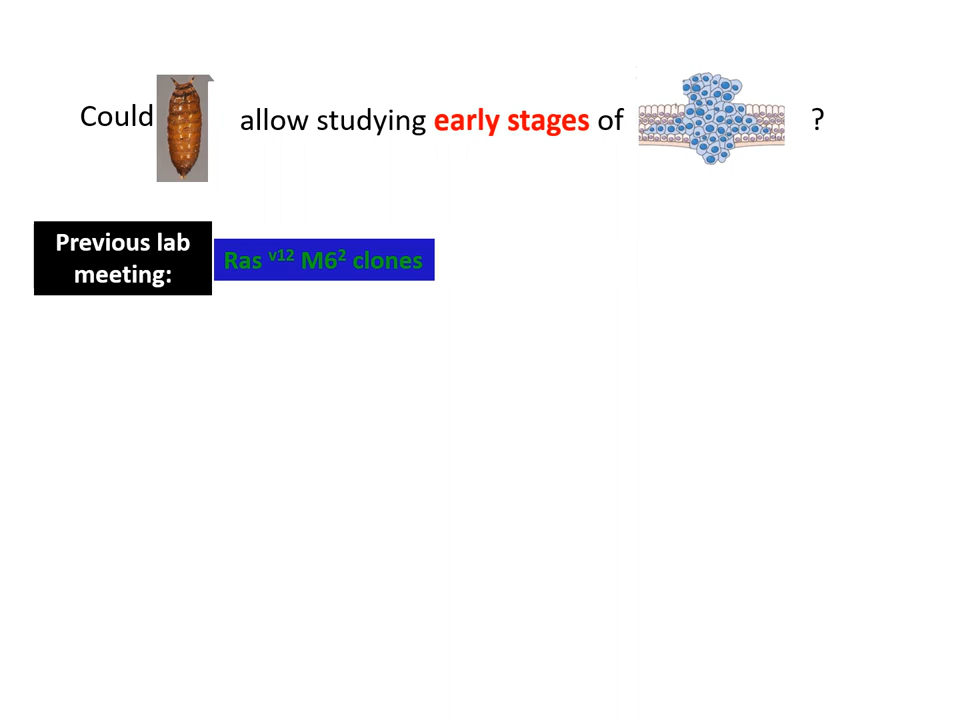 Could allow studying early stages of ?
Previous lab
meeting:
Ras v12 M62 clones